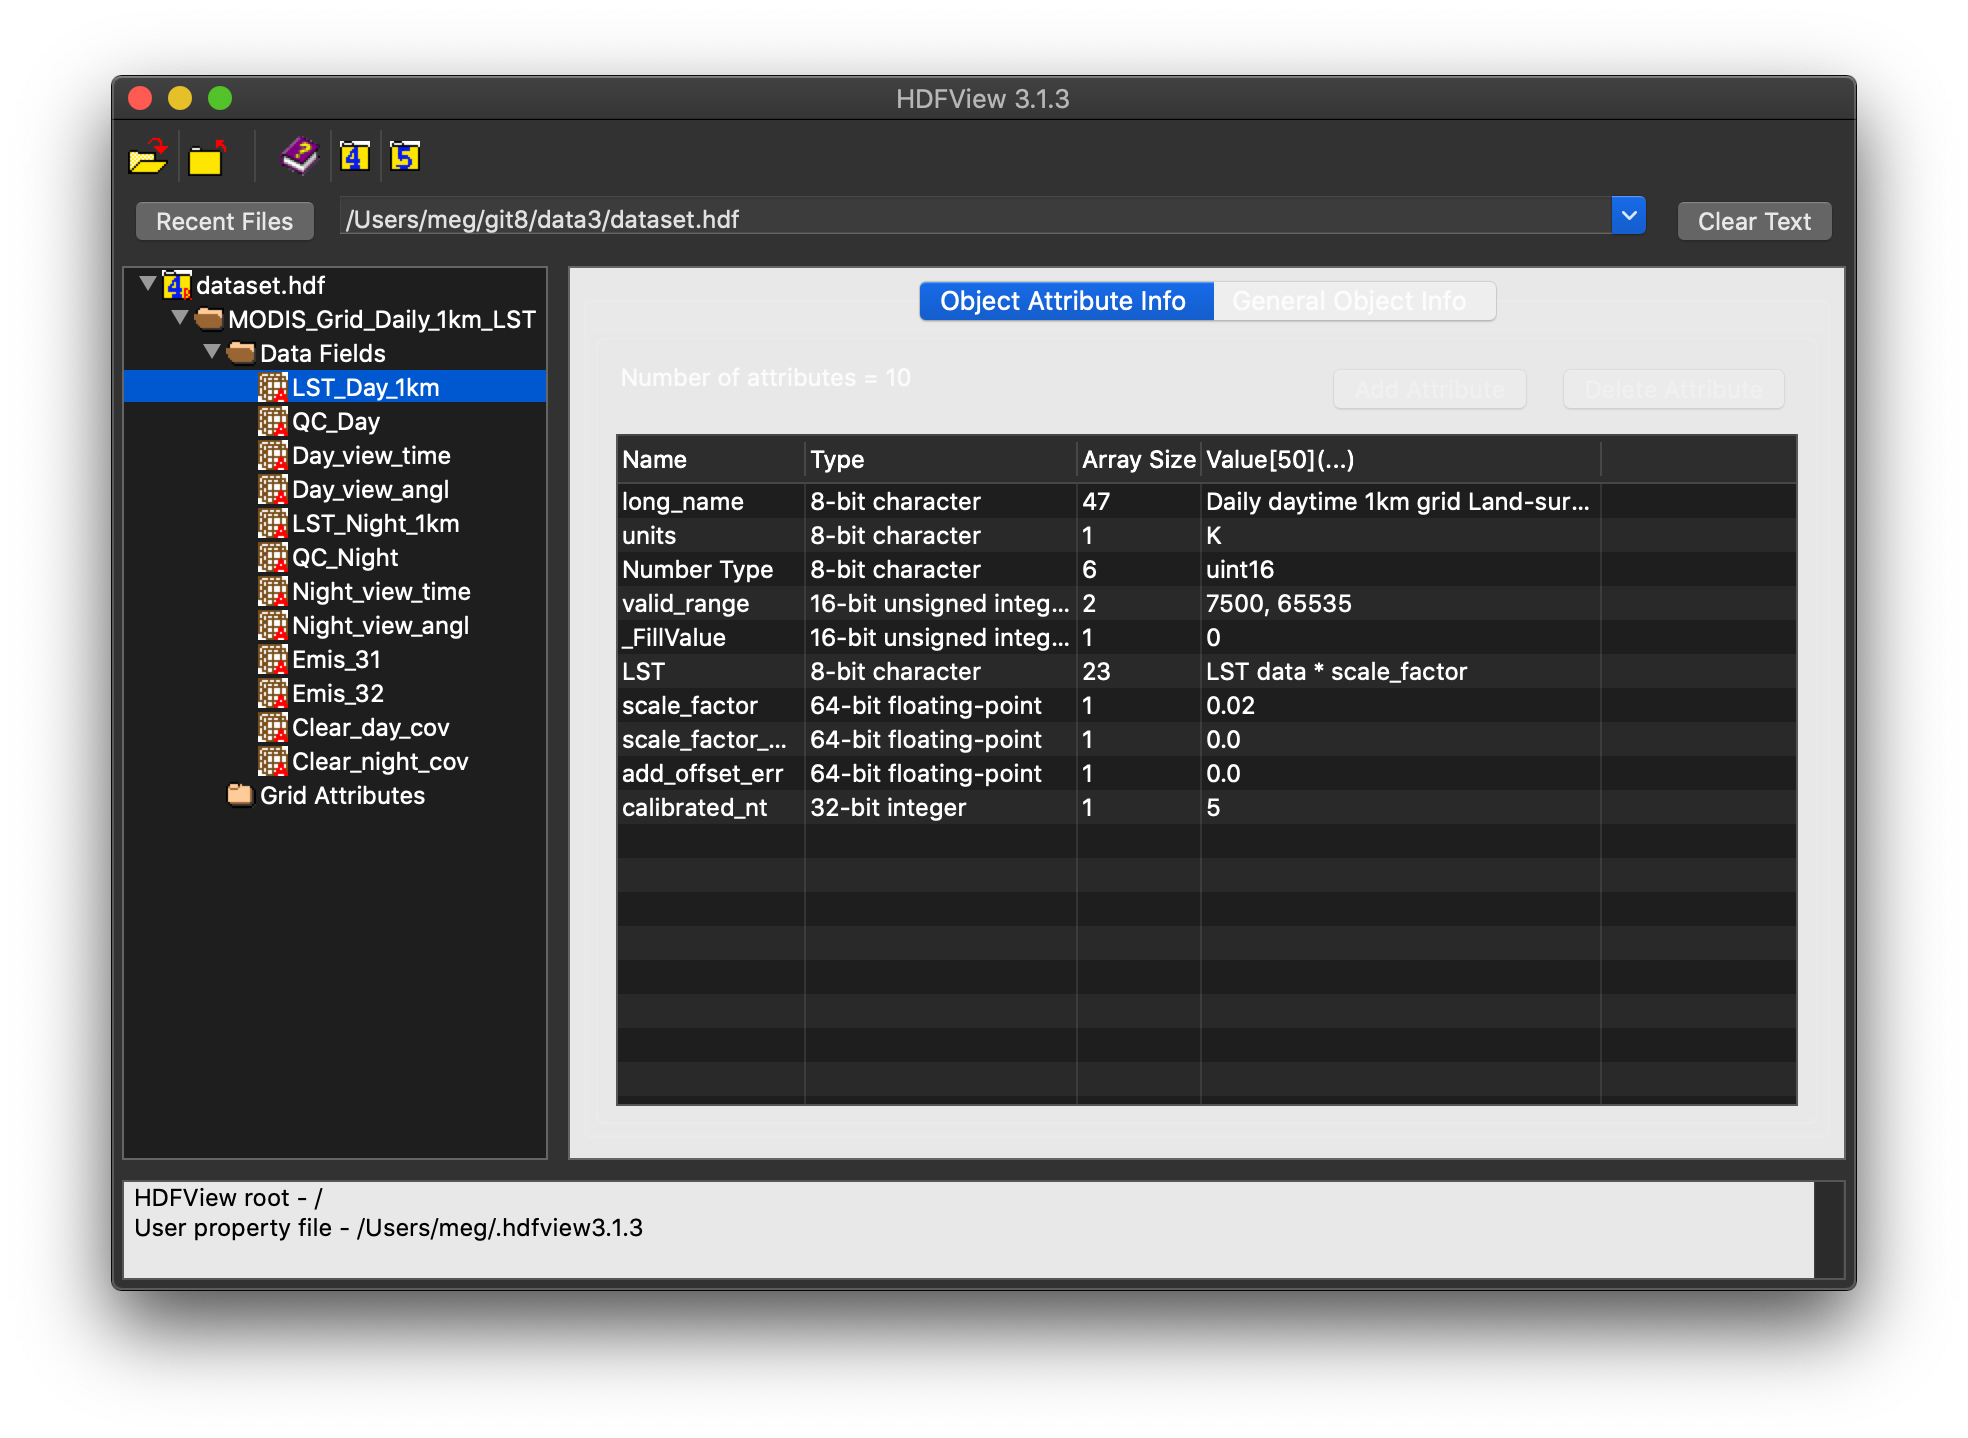 HDFView 3.1.3
4 5
Recent Files /Users/meg/git8/data3/dataset.hdf Clear Text
dataset.hdf
MODIS_Grid_Daily_1km_LST
Data Fields
LST_Day_1km
QC_Day
Day_view_time
Day_view_angl
LST_Night_1km
QC_Night
Night_view_time
Night_view_angl
Emis_31
Emis_32
Clear_day_cov
Clear_night_cov
Grid Attributes
Object Attribute Info General Object Info
Number of attributes = 10 Add Attribute Delete Attribute
Name Type Array Size Value[50](...)
long_name 8-bit character 47 Daily daytime 1km grid Land-sur...
units 8-bit character 1 K
Number Type 8-bit character 6 uint16
valid_range 16-bit unsigned integ... 2 7500, 65535
_FillValue 16-bit unsigned integ... 1 0
LST 8-bit character 23 LST data * scale_factor
scale_factor 64-bit floating-point 1 0.02
scale_factor_... 64-bit floating-point 1 0.0
add_offset_err 64-bit floating-point 1 0.0
calibrated_nt 32-bit integer 1 5
HDFView root - /
User property file - /Users/meg/.hdfview3.1.3